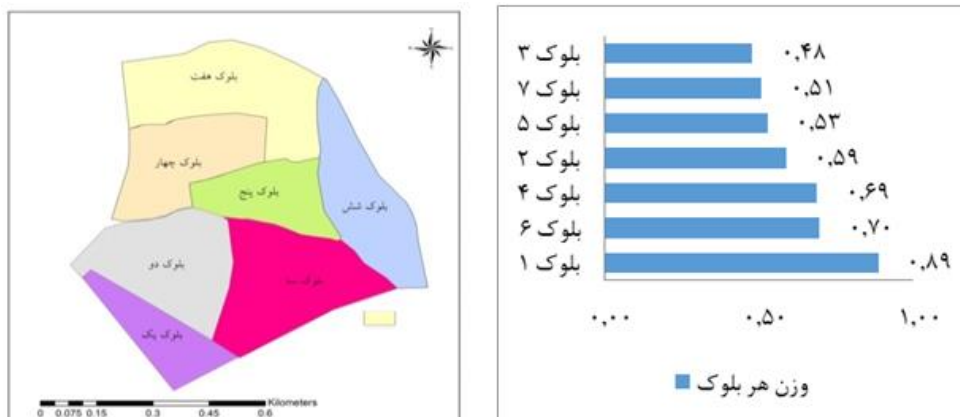 بلوک هفت
بلوک چهار
بلوک پنج
بلوک شش
بلوک دو
بلوک سه
بلوک یک
Kilometers
0 0.075 0.15 0.3 0.45 0.6
بلوک ۳ ۰,۴۸
بلوک ۷ ۰,۵۱
بلوک ۵ ۰,۵۳
بلوک ۲ ۰,۵۹
بلوک ۴ ۰,۶۹
بلوک ۶ ۰,۷۰
بلوک ۱ ۰,۸۹
۰,۰۰ ۰,۵۰ ۱,۰۰
وزن هر بلوک